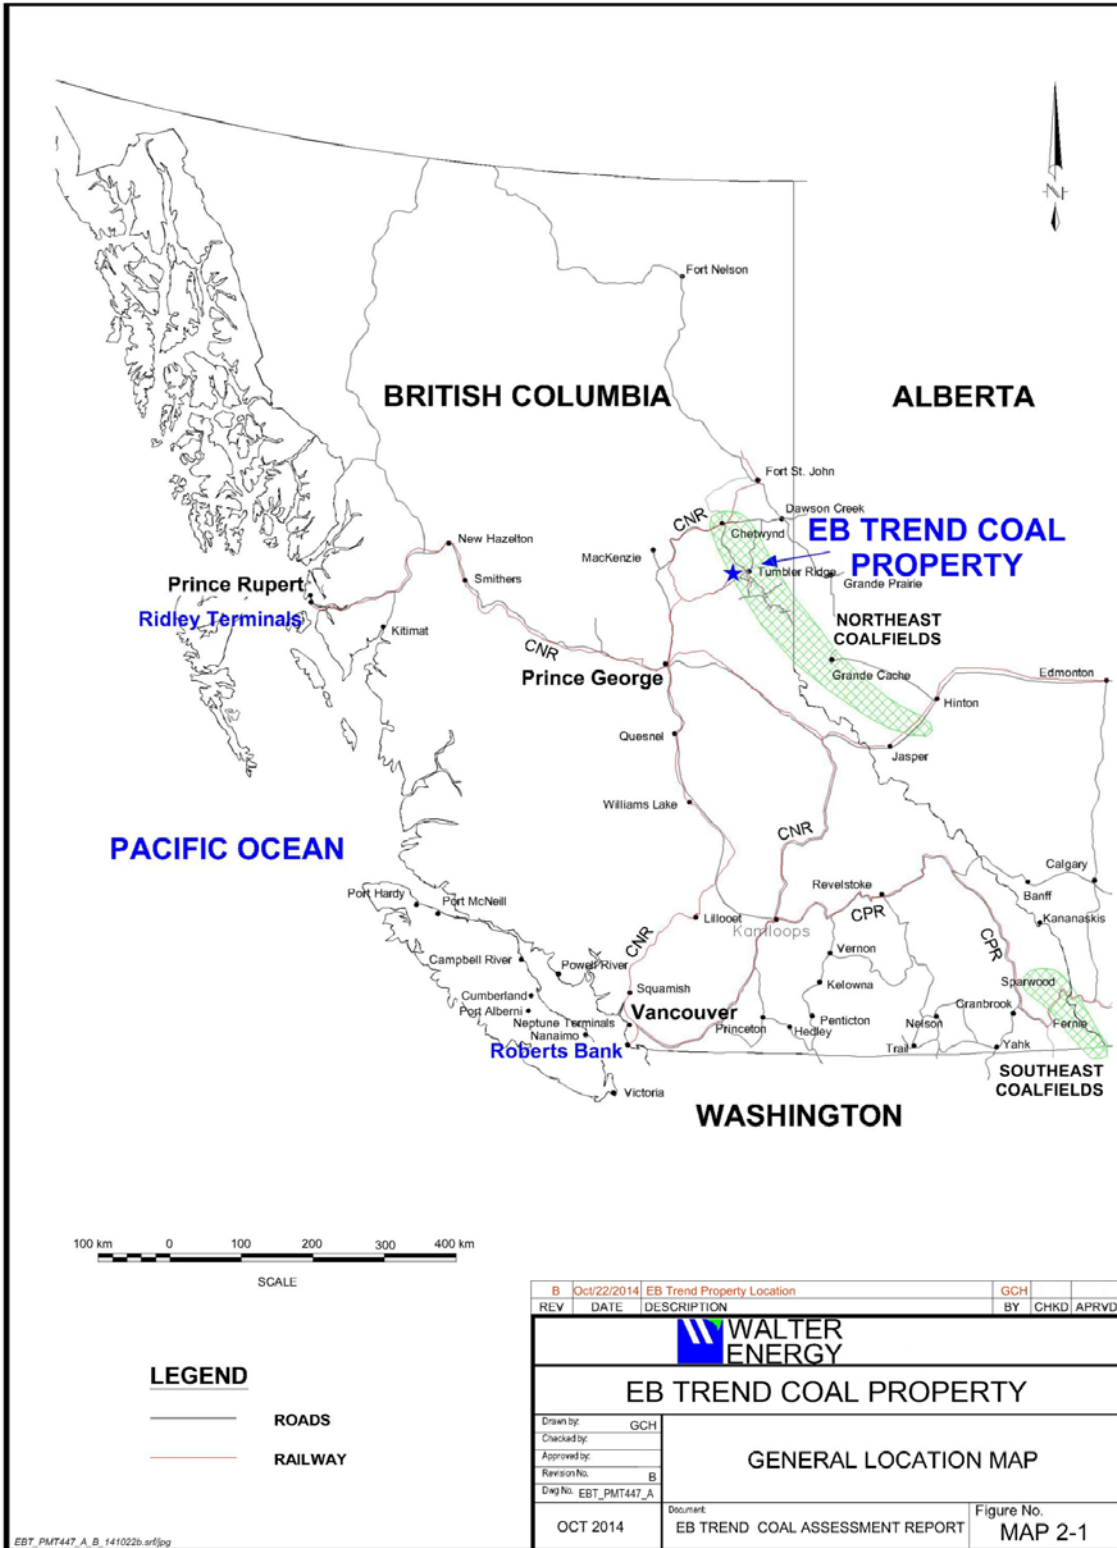 N
Fort Nelson
BRITISH COLUMBIA
ALBERTA
Fort St. John
CNR
Dawson Creek
Chetwynd
EB TREND COAL
PROPERTY
New Hazelton
MacKenzie
Tumbler Ridge
Grande Prairie
Smithers
Prince Rupert
Ridley Terminals
Kitimat
NORTHEAST
COALFIELDS
CNR
Prince George
Grande Cache
Edmonton
Hinton
Quesnel
Jasper
Williams Lake
PACIFIC OCEAN
CNR
Calgary
Revelstoke
Banff
Port Hardy
Port McNeill
Lillooet
CPR
Kananaskis
Kamloops
CNR
CPR
Vernon
Campbell River
Powell River
Sparwood
Squamish
Kelowna
Cumberland
Cranbrook
Port Alberni
Vancouver
Neptune Terminals
Penticton
Nelson
Fernie
Princeton
Hedley
Nanaimo
Roberts Bank
Trail
Yahk
SOUTHEAST
COALFIELDS
Victoria
WASHINGTON
100 km 0 100 200 300 400 km
SCALE
LEGEND
ROADS
RAILWAY
B Oct/22/2014 EB Trend Property Location GCH
REV DATE DESCRIPTION BY CHKD APRVD
WALTER
ENERGY
EB TREND COAL PROPERTY
Drawn by: GCH
Checked by:
Approved by:
Revision No. B
Dwg No. EBT_PMT447_A
GENERAL LOCATION MAP
OCT 2014
Document:
EB TREND COAL ASSESSMENT REPORT
Figure No.
MAP 2-1
EBT_PMT447_A_B_141022b.srf/jpg